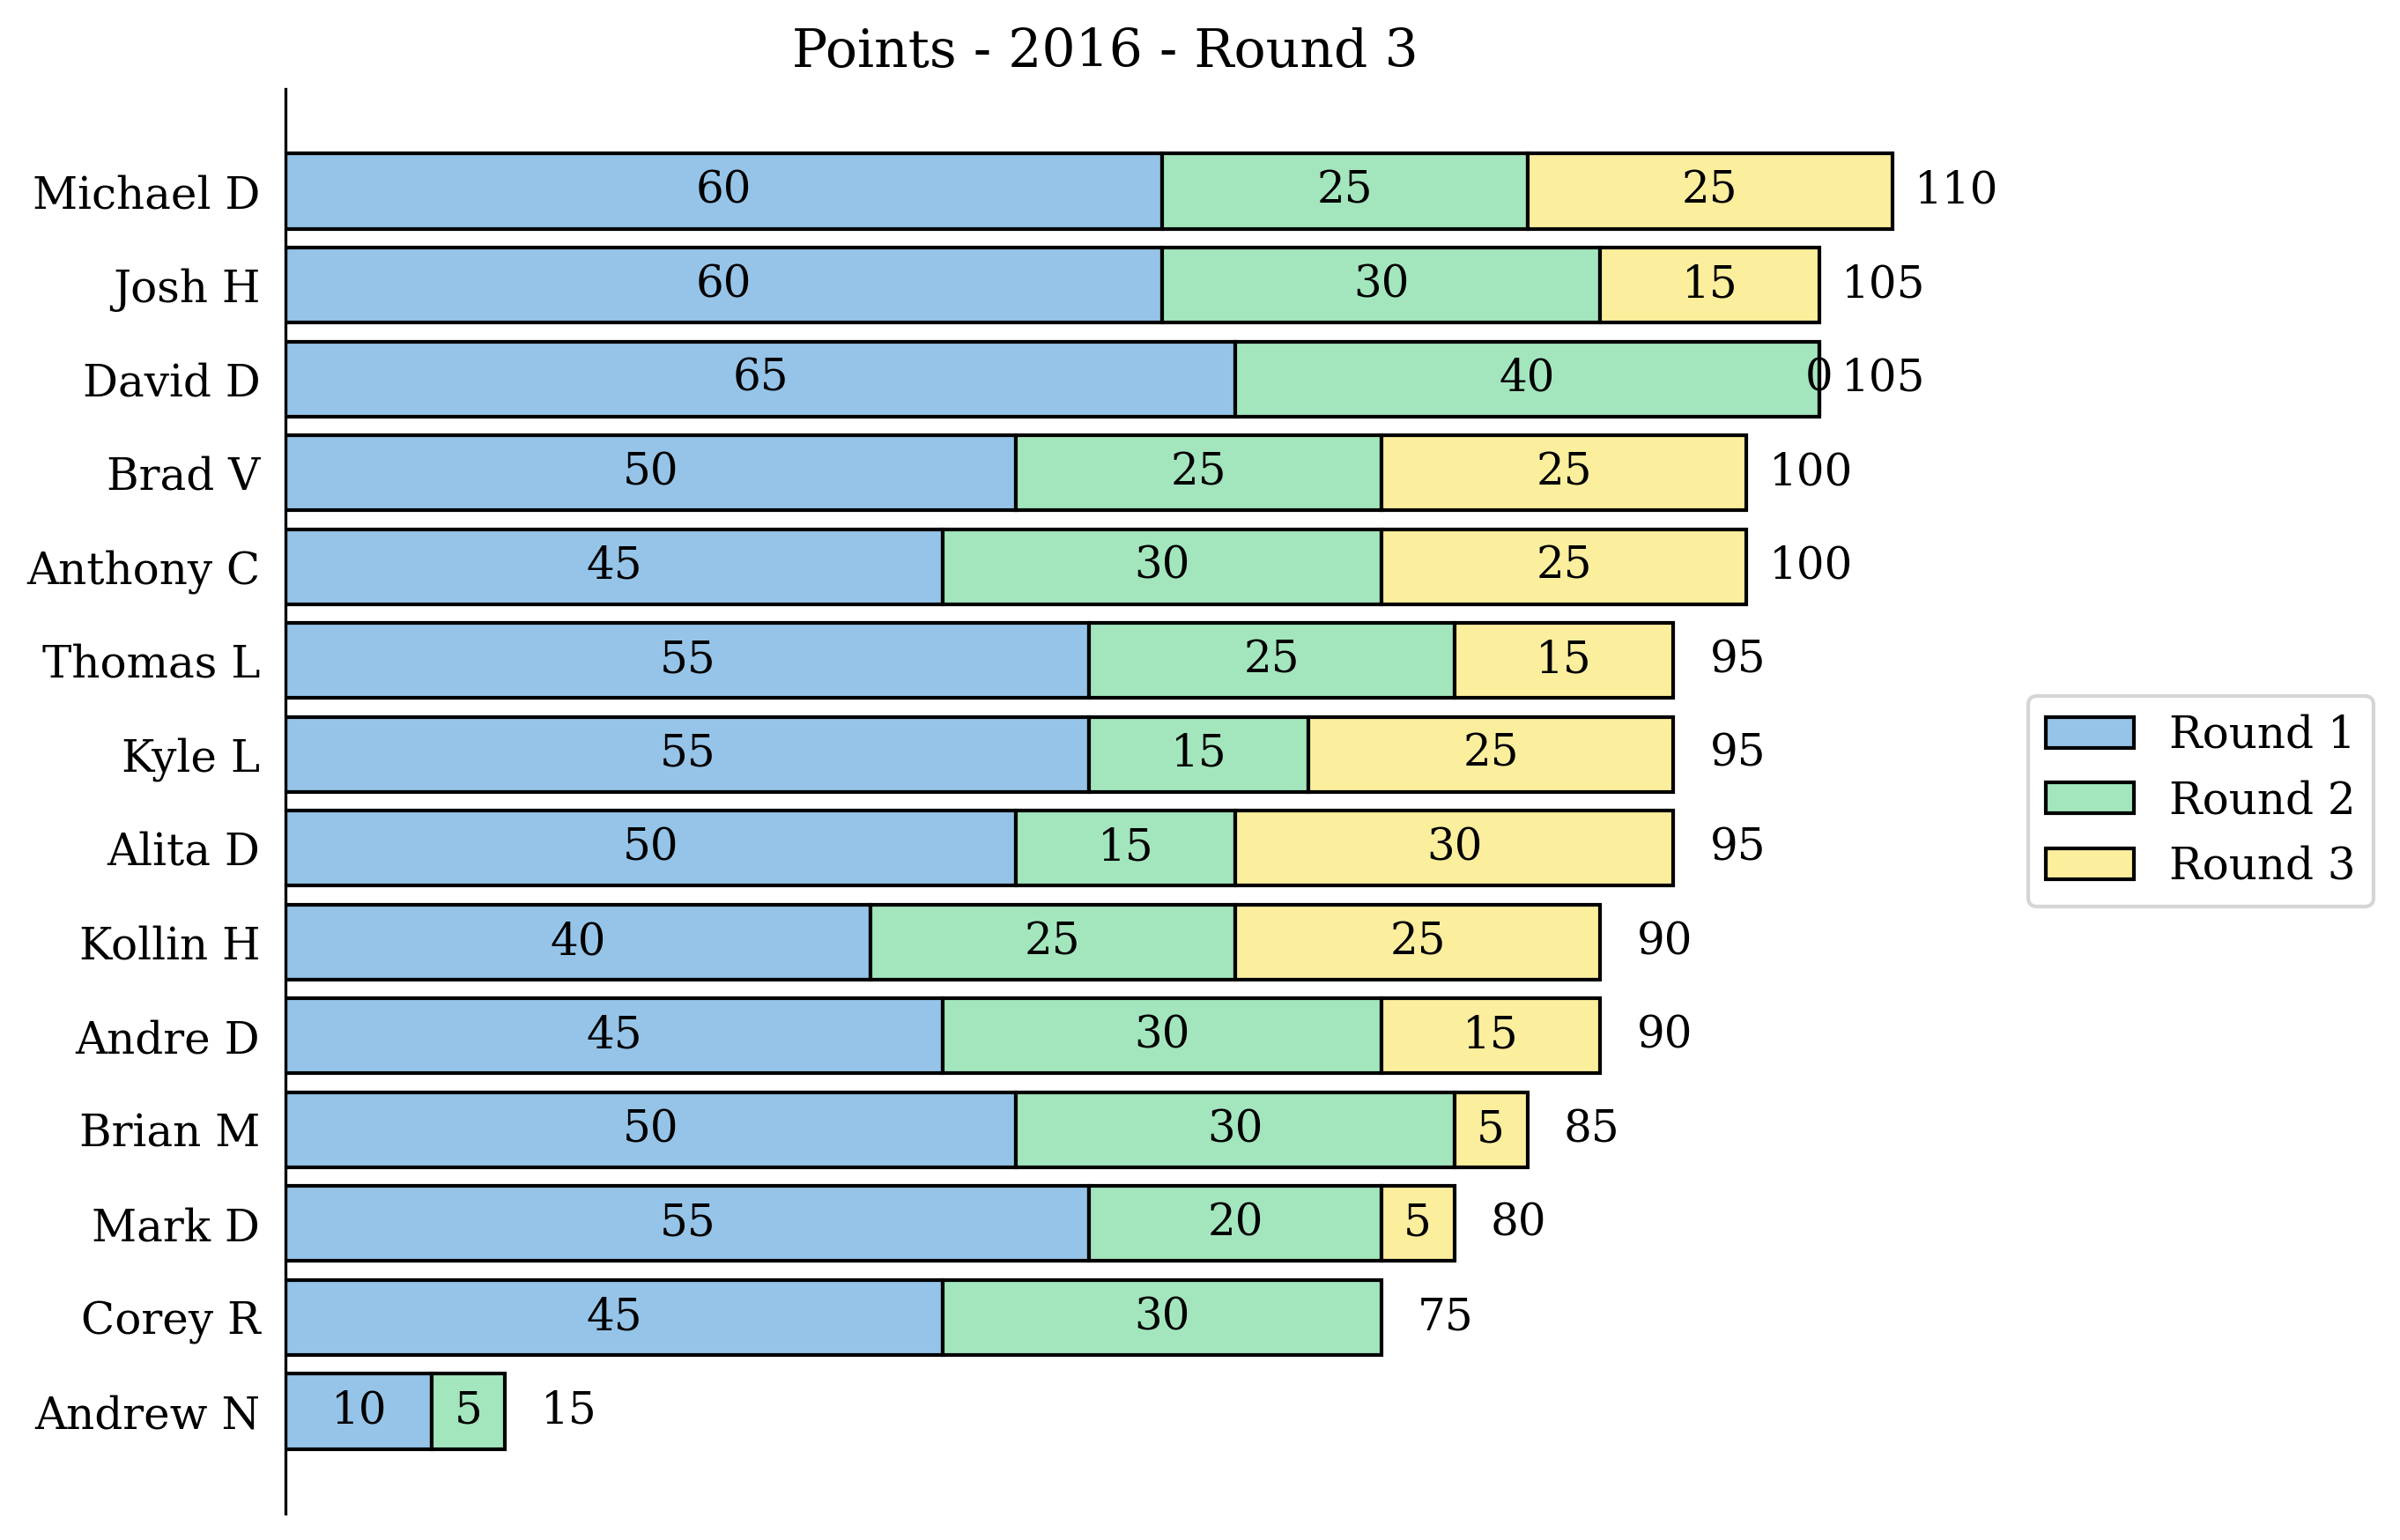 Points - 2016 - Round 3
Michael D 60 25 25 110
Josh H 60 30 15 105
David D 65 40 0 105
Brad V 50 25 25 100
Anthony C 45 30 25 100
Thomas L 55 25 15 95
Kyle L 55 15 25 95
Alita D 50 15 30 95
Kollin H 40 25 25 90
Andre D 45 30 15 90
Brian M 50 30 5 85
Mark D 55 20 5 80
Corey R 45 30 75
Andrew N 10 5 15
Round 1
Round 2
Round 3